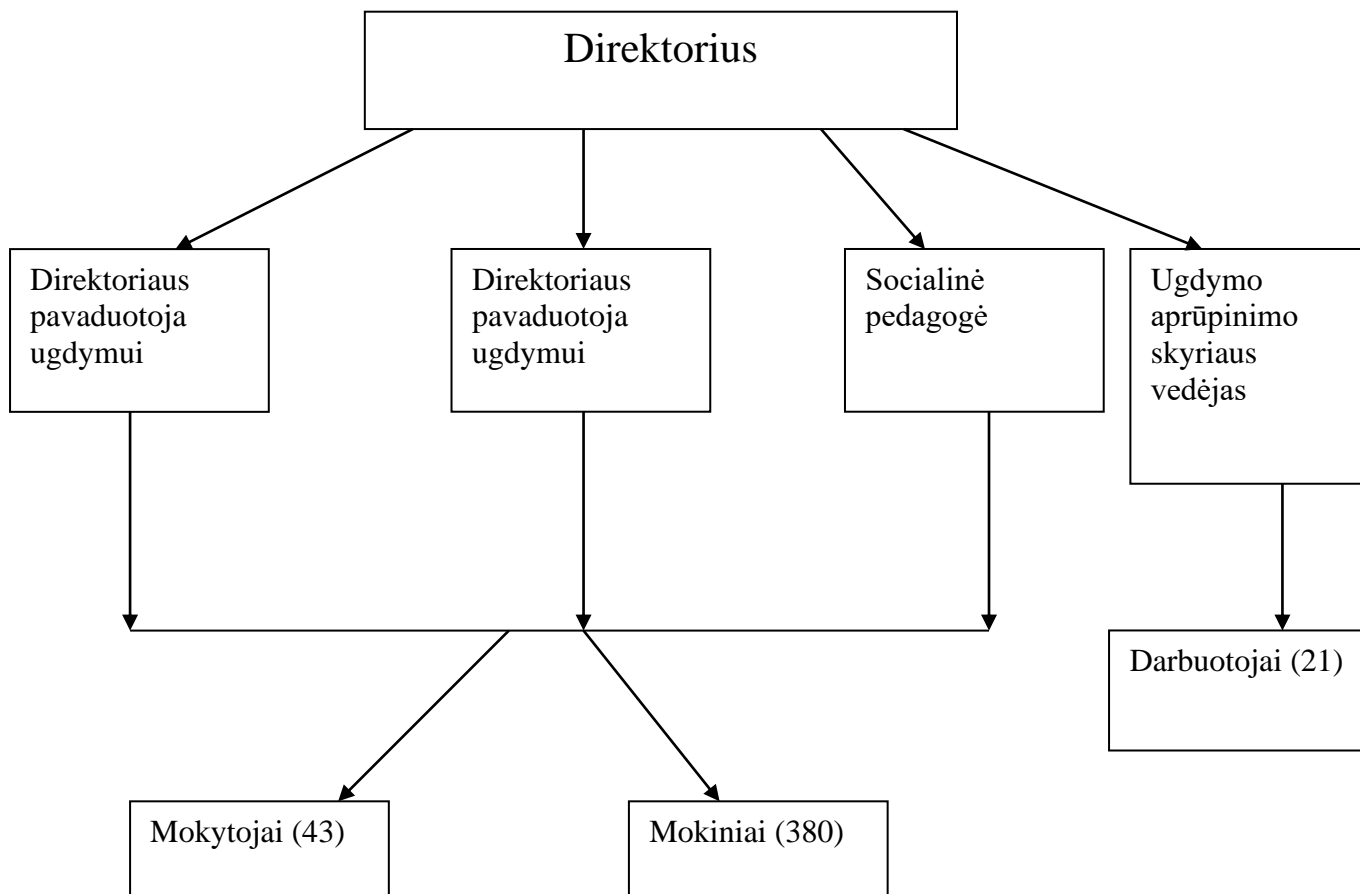 Direktorius
Direktoriaus
pavaduotoja
ugdymui
Direktoriaus
pavaduotoja
ugdymui
Socialinė
pedagogė
Ugdymo
aprūpinimo
skyriaus
vedėjas
Darbuotojai (21)
Mokytojai (43)
Mokiniai (380)